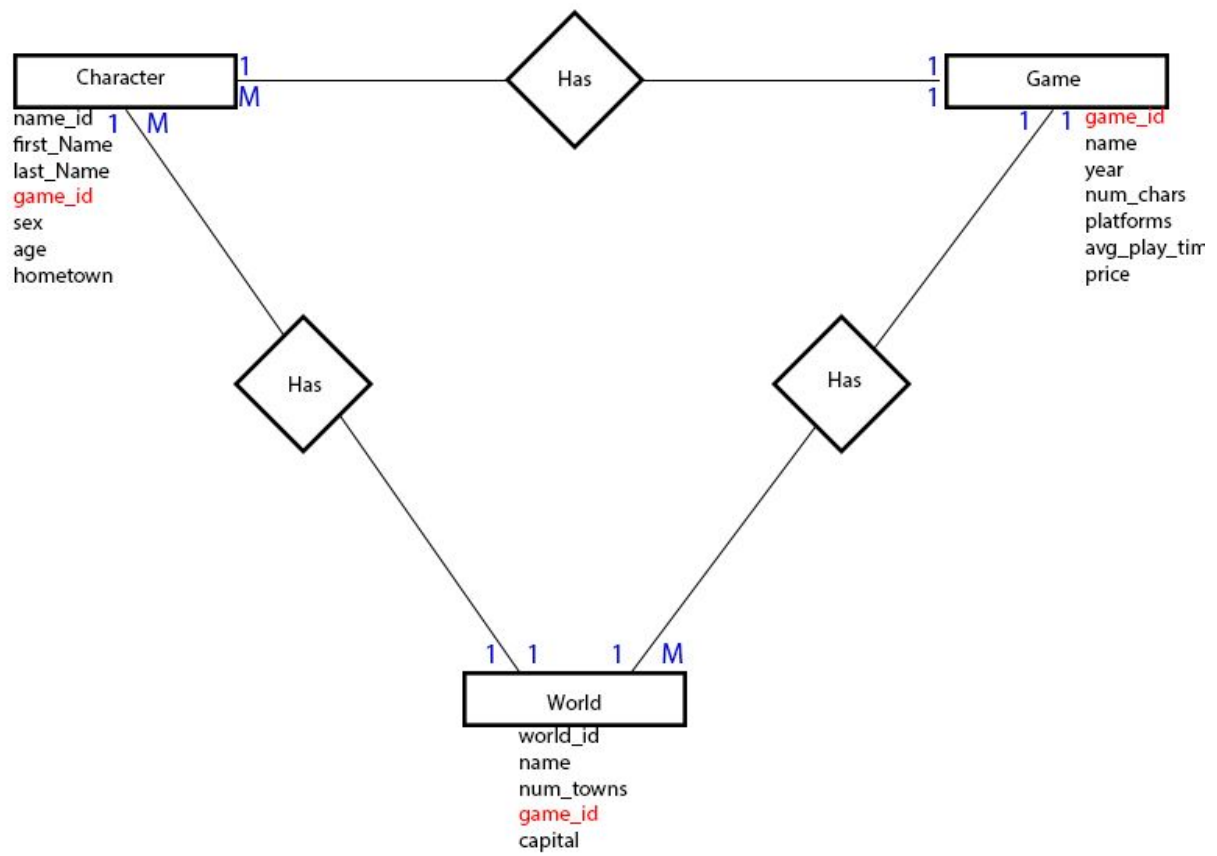 Character
1
M
Has
1
1
Game
name_id
1 M
first_Name
last_Name
game_id
sex
age
hometown
1 1
game_id
name
year
num_chars
platforms
avg_play_tim
price
Has
Has
1 1
1 M
World
world_id
name
num_towns
game_id
capital